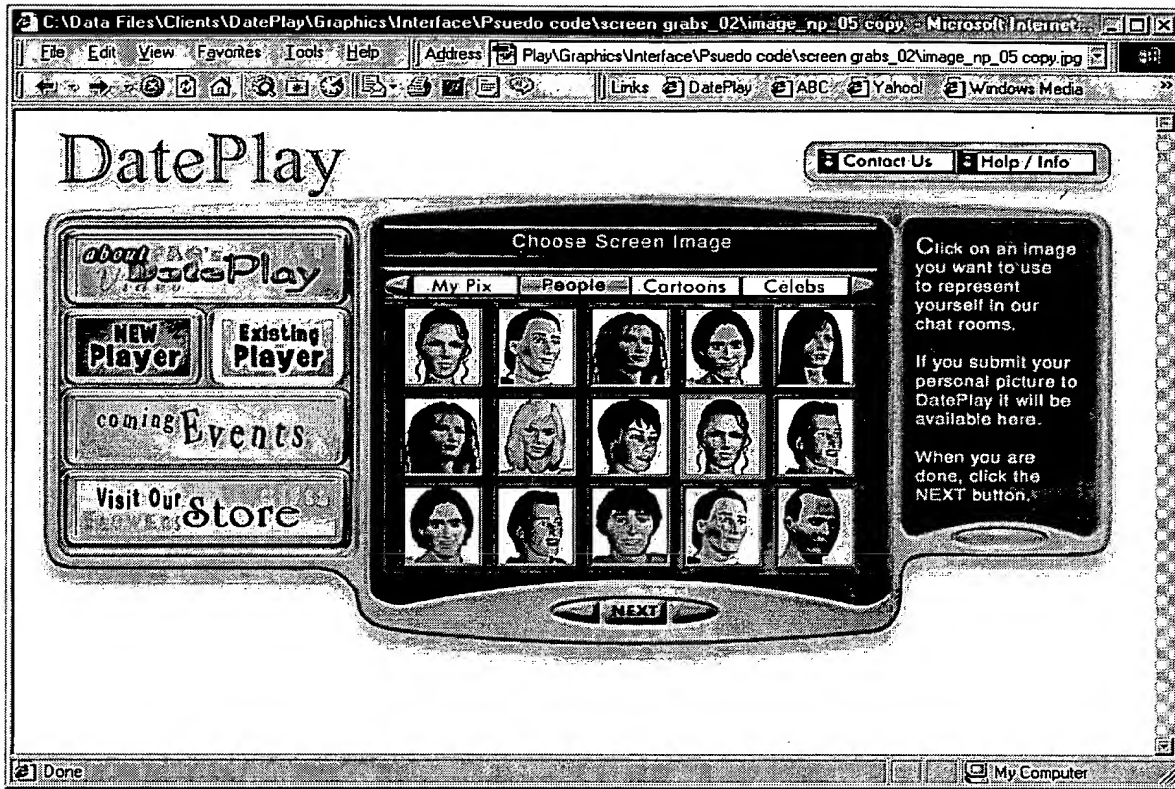 C:\Data Files\Clients\DatePlay\Graphics\Interface\Psuedo code\screen grabs_02\image_np_05 copy. - Microsoft Internet...
File Edit View Favorites Tools Help Address Play\Graphics\Interface\Psuedo code\screen grabs_02\image_np_05 copy.jpg
Links DatePlay ABC Yahoo! Windows Media »
DatePlay
Contact Us Help / Info
about DatePlay
NEW Player
Existing Player
coming Events
Visit Our Store
Choose Screen Image
.My Pix People .Cartoons Celebs
NEXT
Click on an image
you want to use
to represent
yourself in our
chat rooms.
If you submit your
personal picture to
DatePlay it will be
available here.
When you are
done, click the
NEXT button.
Done My Computer